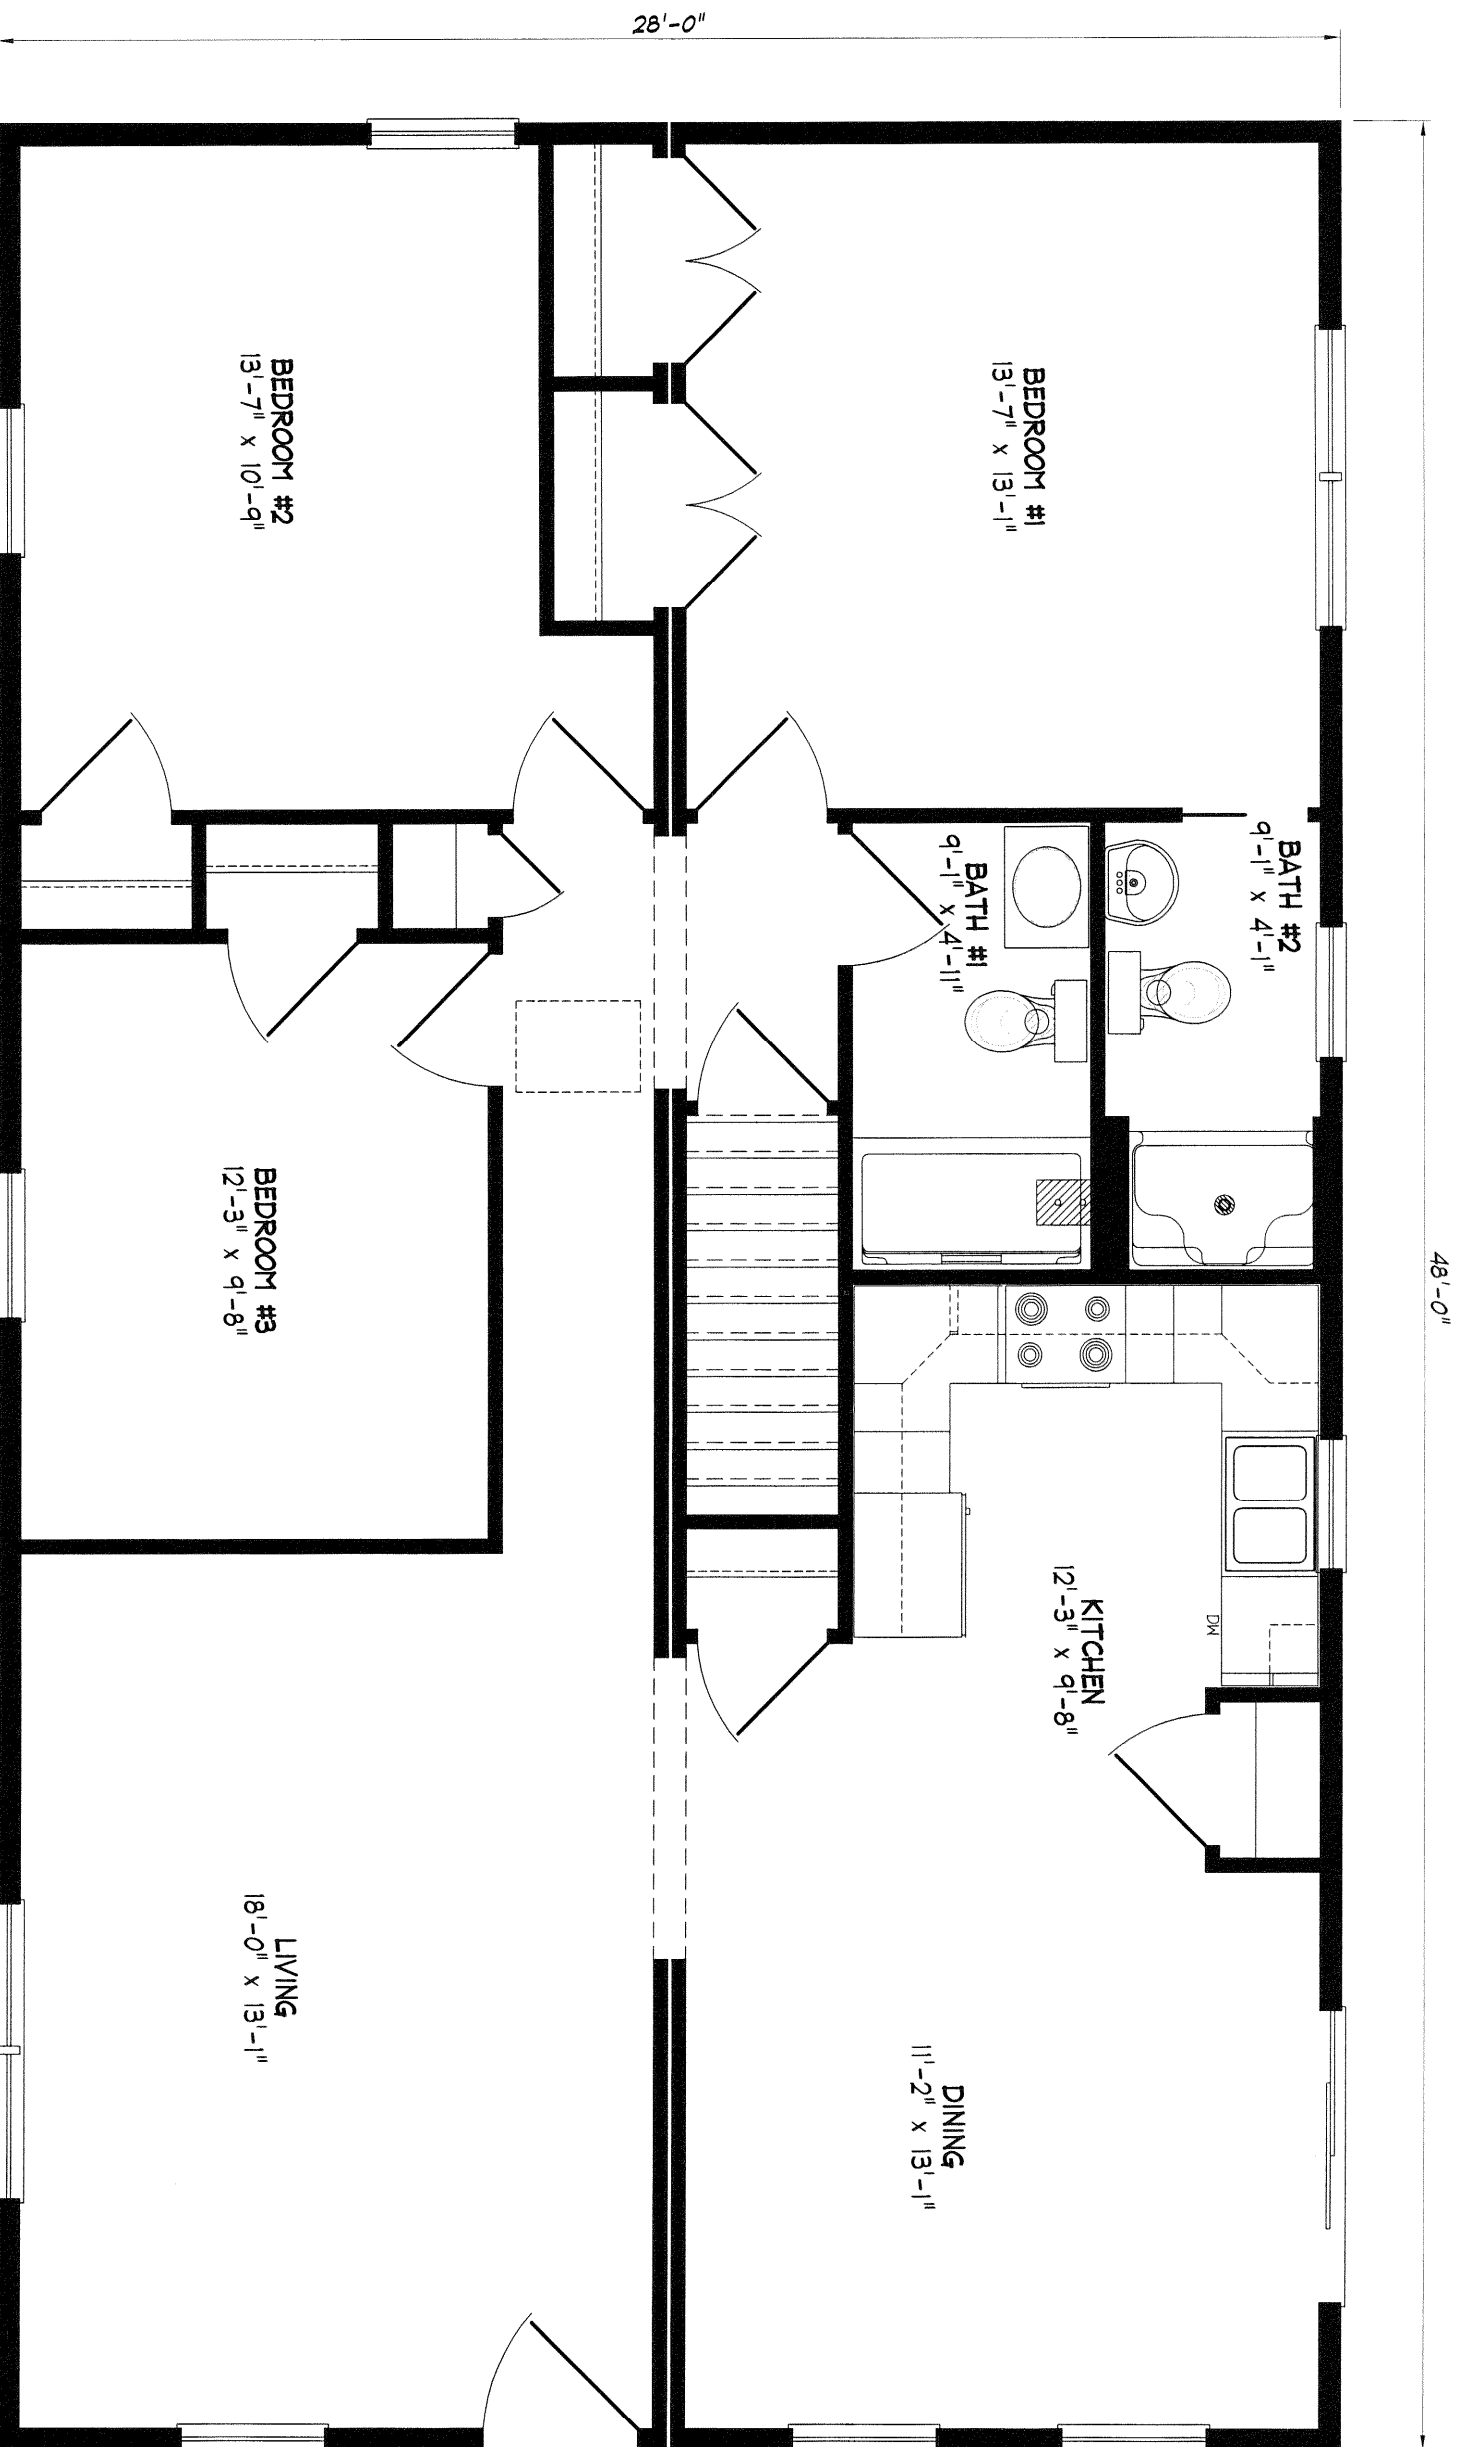 28'-0"
48'-0"
BEDROOM #1
13'-7" x 13'-1"
BEDROOM #2
13'-7" x 10'-9"
BATH #2
9'-1" x 4'-1"
BATH #1
9'-1" x 4'-11"
BEDROOM #3
12'-3" x 9'-8"
KITCHEN
12'-3" x 9'-8"
DW
LIVING
18'-0" x 13'-1"
DINING
11'-2" x 13'-1"